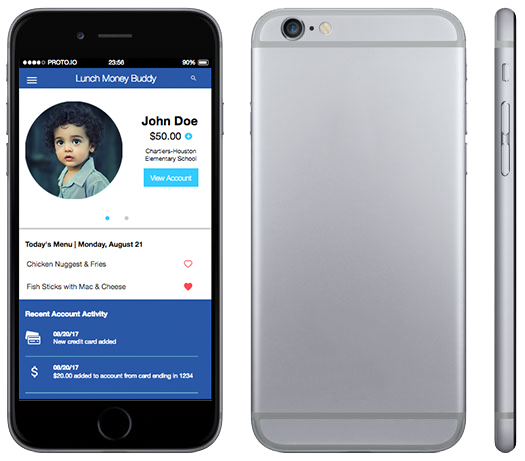 PROTO.IO 23:56 90%
Lunch Money Buddy
John Doe
$50.00
Chartiers-Houston
Elementary School
View Account
Today's Menu | Monday, August 21
Chicken Nuggest & Fries
Fish Sticks with Mac & Cheese
Recent Account Activity
08/20/17
New credit card added
08/20/17
$20.00 added to account from card ending in 1234